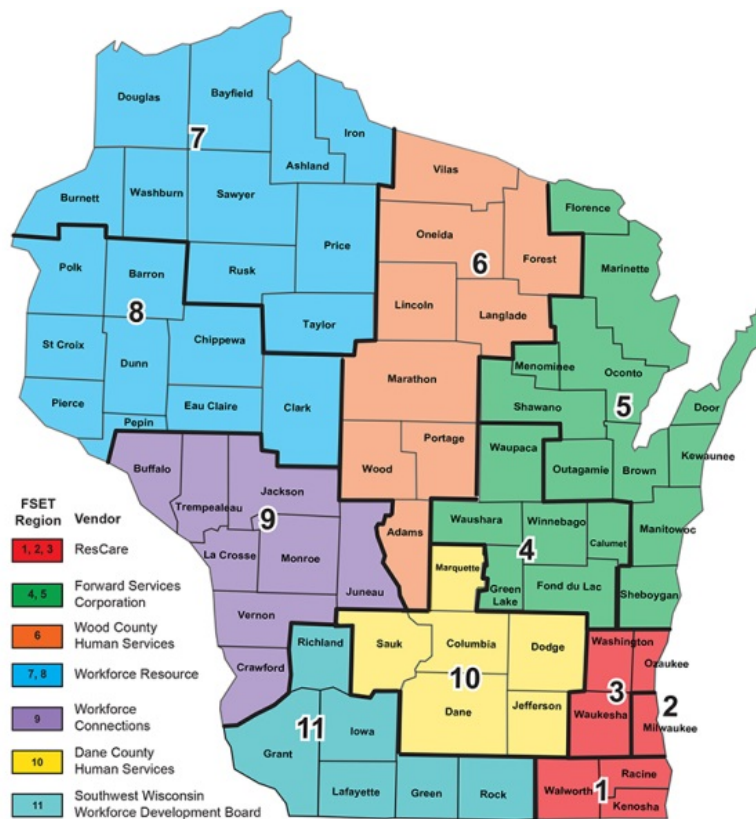 Douglas
Bayfield
Iron
7
Ashland
Vilas
Burnett
Washburn
Sawyer
Florence
Price
Oneida
Forest
Marinette
Polk
Barron
Rusk
6
8
Lincoln
Langlade
Taylor
St Croix
Chippewa
Dunn
Menominee
Oconto
Marathon
Pierce
Eau Claire
Clark
Shawano
5
Door
Pepin
Portage
Waupaca
Kewaunee
Buffalo
Wood
Outagamie
Brown
Jackson
Trempealeau
9
Adams
Waushara
Winnebago
Manitowoc
La Crosse
Monroe
4
Calumet
Marquette
Juneau
Green
Lake
Fond du Lac
Sheboygan
Vernon
Richland
Sauk
Columbia
Dodge
Washington
Ozaukee
Crawford
10
3
2
Dane
Jefferson
Waukesha
Milwaukee
11
Iowa
Grant
Lafayette
Green
Rock
Walworth
1
Racine
Kenosha
FSET
Region
Vendor
1, 2, 3
ResCare
4, 5
Forward Services
Corporation
6
Wood County
Human Services
7, 8
Workforce Resource
9
Workforce
Connections
10
Dane County
Human Services
11
Southwest Wisconsin
Workforce Development Board